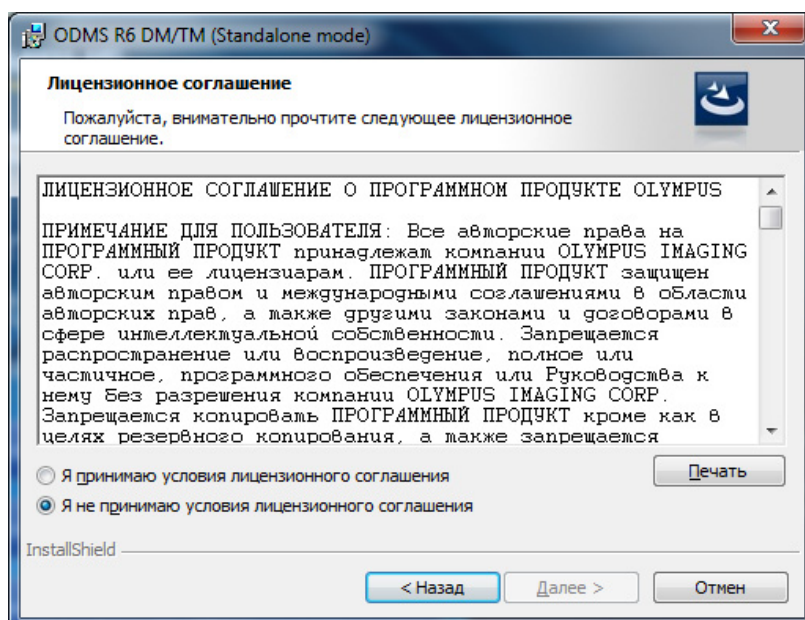 ODMS R6 DM/TM (Standalone mode)
Лицензионное соглашение
Пожалуйста, внимательно прочтите следующее лицензионное
соглашение.
ЛИЦЕНЗИОННОЕ СОГЛАШЕНИЕ О ПРОГРАММНОМ ПРОДУКТЕ OLYMPUS
ПРИМЕЧАНИЕ ДЛЯ ПОЛЬЗОВАТЕЛЯ: Все авторские права на
ПРОГРАММНЫЙ ПРОДУКТ принадлежат компании OLYMPUS IMAGING
CORP. или ее лицензиарам. ПРОГРАММНЫЙ ПРОДУКТ защищен
авторским правом и международными соглашениями в области
авторских прав, а также другими законами и договорами в
сфере интеллектуальной собственности. Запрещается
распространение или воспроизведение, полное или
частичное, программного обеспечения или Руководства к
нему без разрешения компании OLYMPUS IMAGING CORP.
Запрещается копировать ПРОГРАММНЫЙ ПРОДУКТ кроме как в
целях резервного копирования, а также запрещается
Я принимаю условия лицензионного соглашения
Печать
Я не принимаю условия лицензионного соглашения
InstallShield
< Назад
Далее >
Отмен